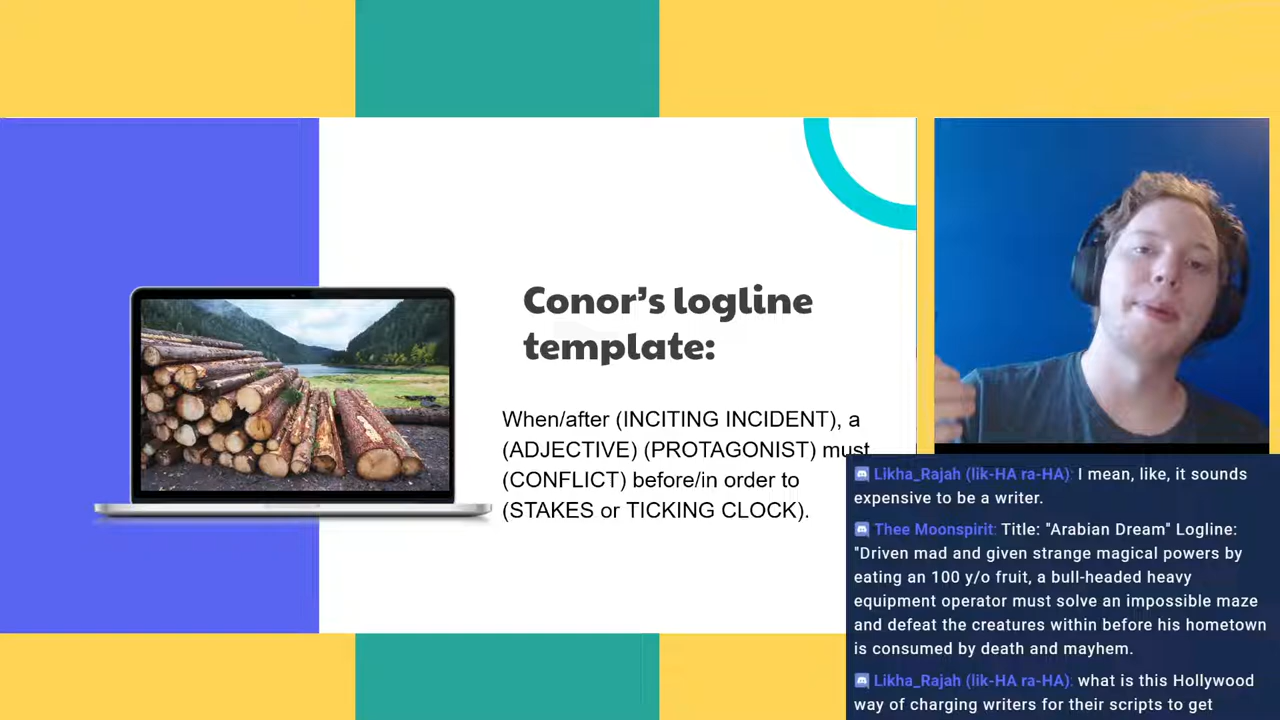 Conor’s logline
template:
When/after (INCITING INCIDENT), a
(ADJECTIVE) (PROTAGONIST) must
(CONFLICT) before/in order to
(STAKES or TICKING CLOCK).
Likha_Rajah (lik-HA ra-HA): I mean, like, it sounds
expensive to be a writer.
Thee Moonspirit: Title: "Arabian Dream" Logline:
"Driven mad and given strange magical powers by
eating an 100 y/o fruit, a bull-headed heavy
equipment operator must solve an impossible maze
and defeat the creatures within before his hometown
is consumed by death and mayhem.
Likha_Rajah (lik-HA ra-HA): what is this Hollywood
way of charging writers for their scripts to get